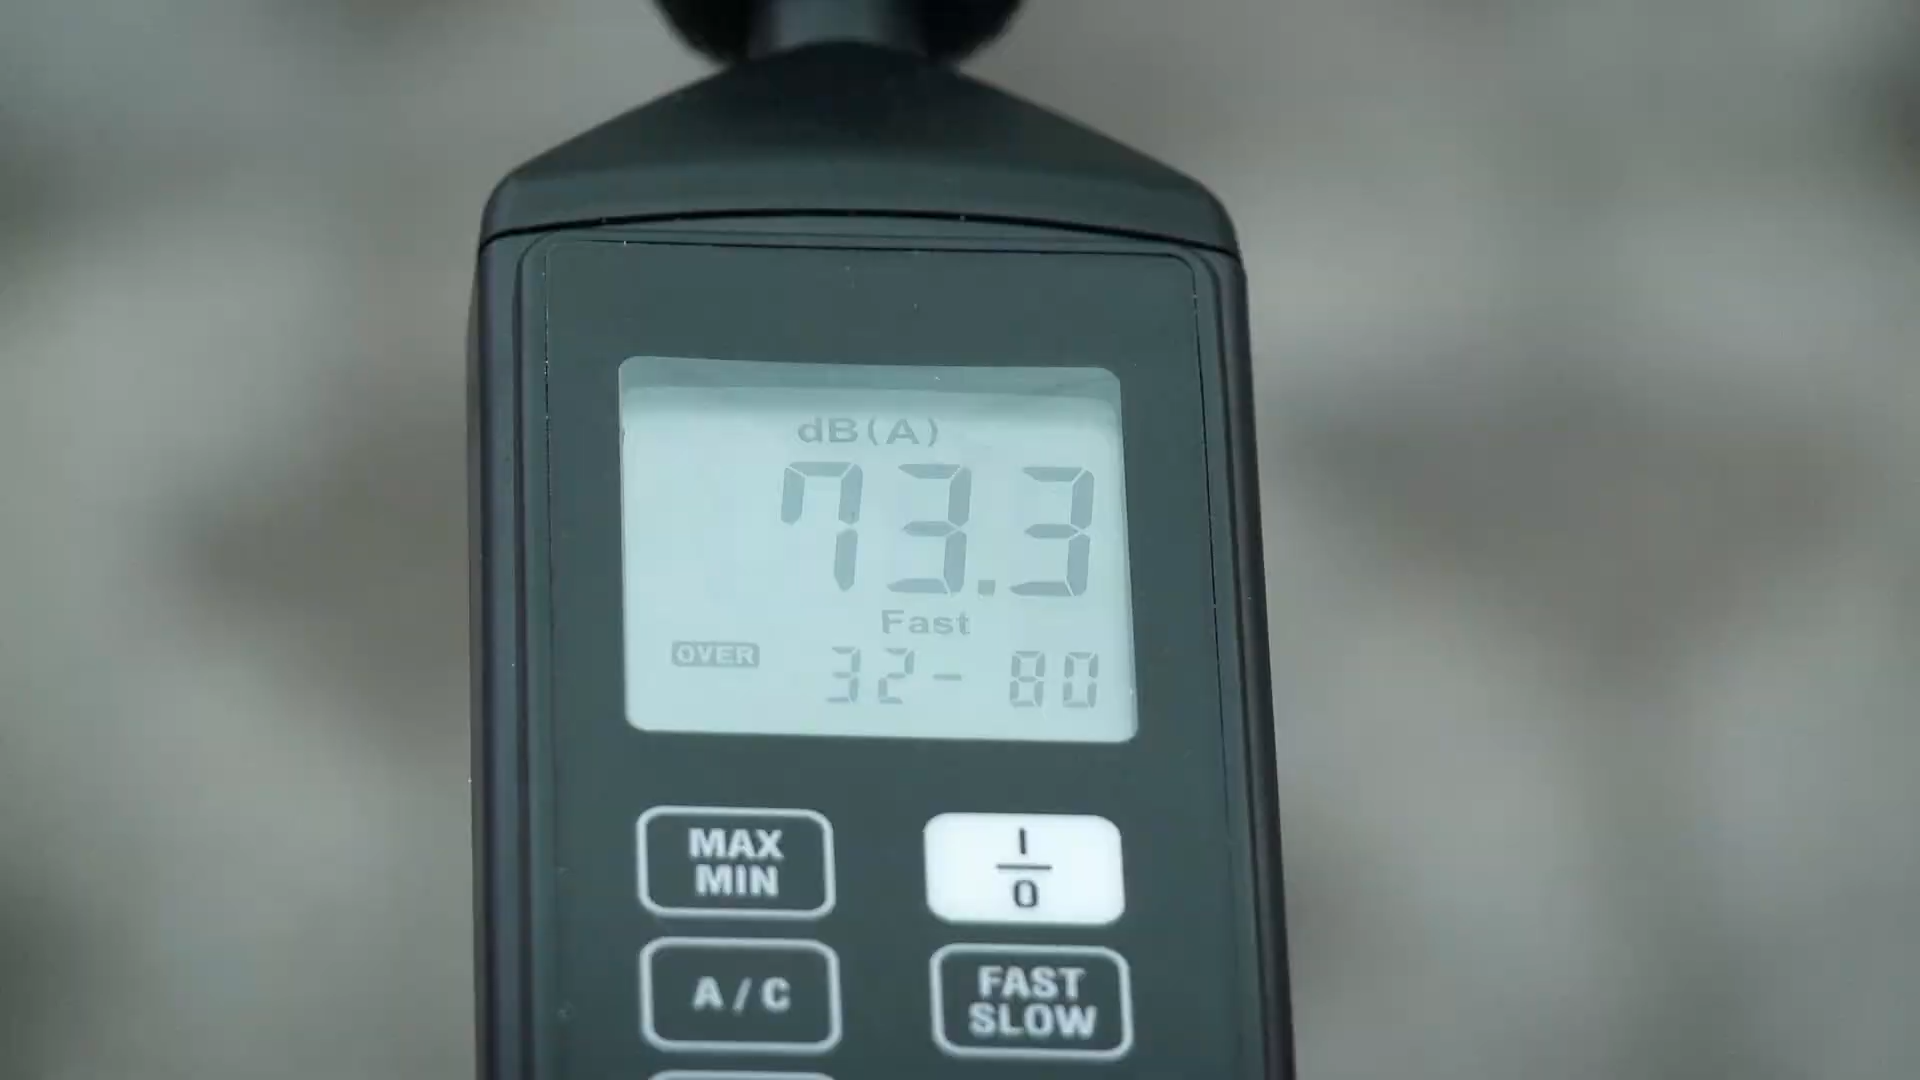 dB(A)
73.3
Fast
OVER 32- 80
MAX
MIN
I
0
A/C
FAST
SLOW